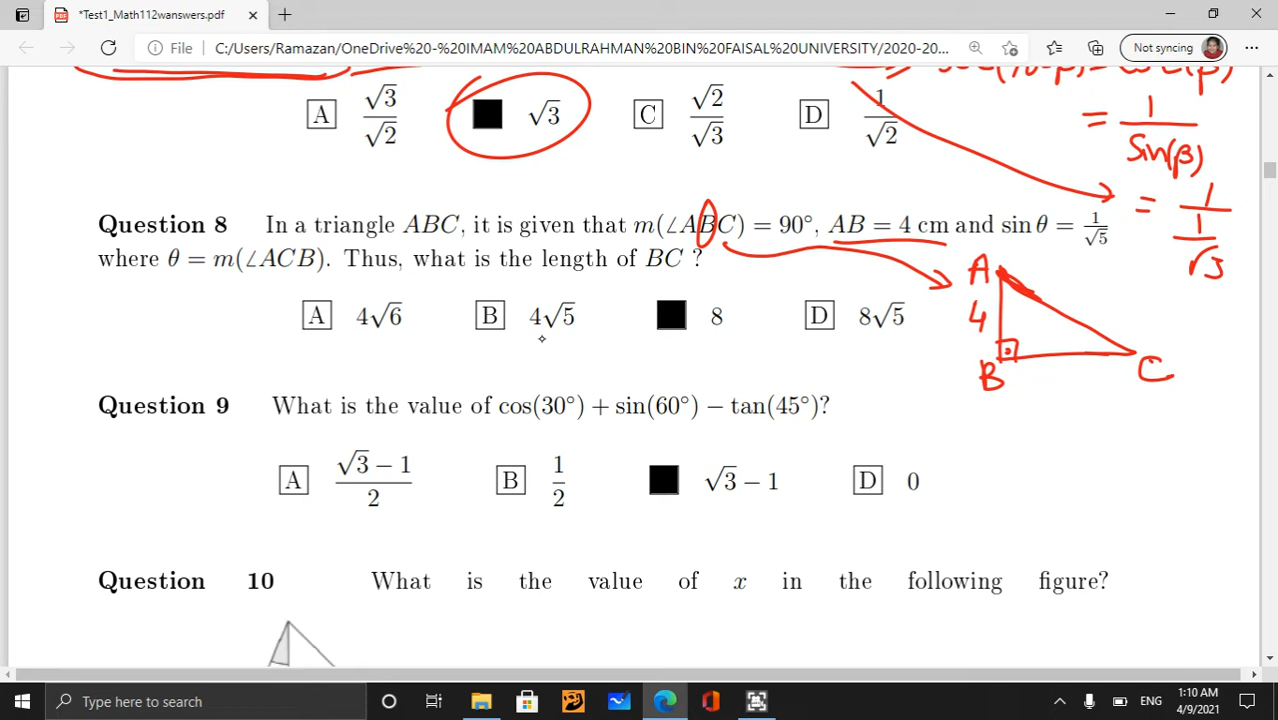 *Test1_Math112wanswers.pdf
File C:/Users/Ramazan/OneDrive%20-%20IMAM%20ABDULRAHMAN%20BIN%20FAISAL%20UNIVERSITY/2020-20... Not syncing
A √3/√2 √3 C √2/√3 D 1/√2
= 1/Sin(β)
= 1/(1/√3)
Question 8 In a triangle ABC, it is given that m(∠ABC) = 90°, AB = 4 cm and sin θ = 1/√5
where θ = m(∠ACB). Thus, what is the length of BC ?
A
4
B C
A 4√6 B 4√5 8 D 8√5
Question 9 What is the value of cos(30°) + sin(60°) − tan(45°)?
A (√3 − 1)/2 B 1/2 √3 − 1 D 0
Question 10 What is the value of x in the following figure?
Type here to search
ENG
1:10 AM
4/9/2021